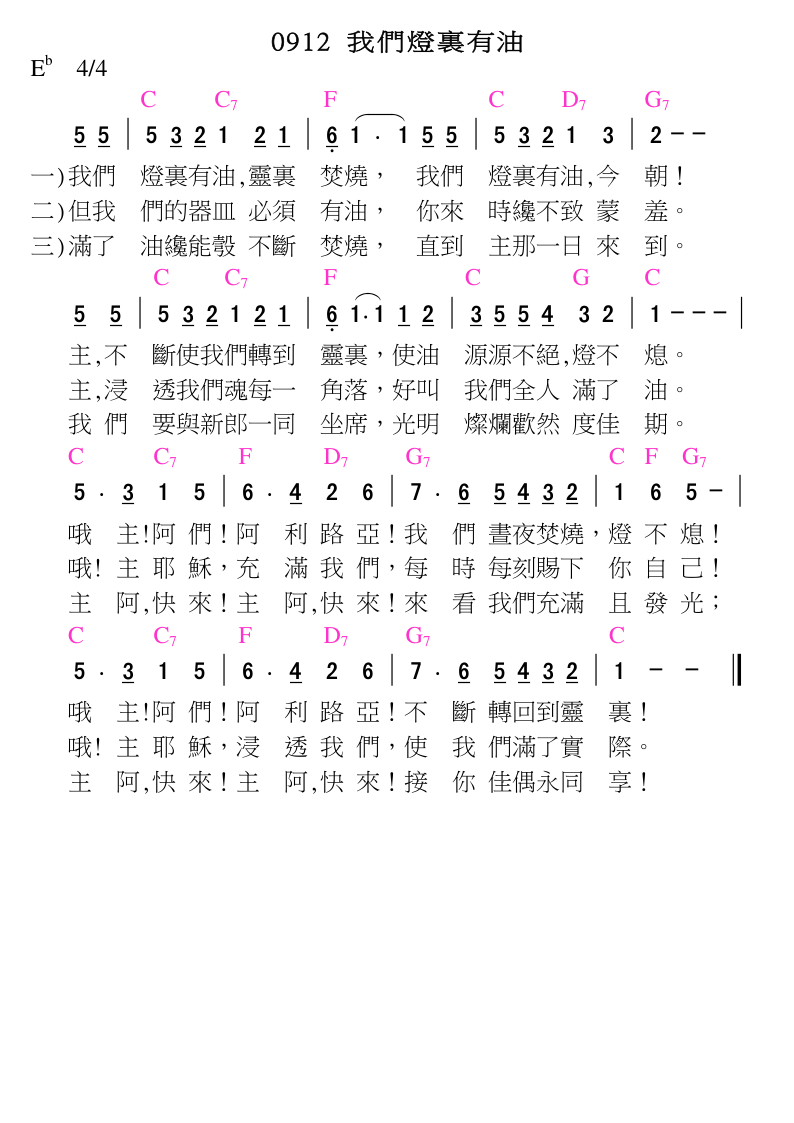 0912 我們燈裏有油
E♭ 4/4
C C7 F C D7 G7
5 5 | 5 3 2 1 2 1 | 6 1 · 1 5 5 | 5 3 2 1 3 | 2 – –
一)我們 燈裏有油,靈裏 焚燒， 我們 燈裏有油,今 朝！
二)但我 們的器皿 必須 有油， 你來 時纔不致 蒙 羞。
三)滿了 油纔能彀 不斷 焚燒， 直到 主那一日 來 到。
C C7 F C G C
5 5 | 5 3 2 1 2 1 | 6 1·1 1 2 | 3 5 5 4 3 2 | 1 – – – |
主,不 斷使我們轉到 靈裏，使油 源源不絕,燈不 熄。
主,浸 透我們魂每一 角落，好叫 我們全人 滿了 油。
我 們 要與新郎一同 坐席，光明 燦爛歡然 度佳 期。
C C7 F D7 G7 C F G7
5 · 3 1 5 | 6 · 4 2 6 | 7 · 6 5 4 3 2 | 1 6 5 – |
哦 主!阿 們！阿 利 路 亞！我 們 晝夜焚燒，燈 不 熄！
哦! 主 耶 穌，充 滿 我 們，每 時 每刻賜下 你 自 己！
主 阿,快 來！主 阿,快 來！來 看 我們充滿 且 發 光；
C C7 F D7 G7 C
5 · 3 1 5 | 6 · 4 2 6 | 7 · 6 5 4 3 2 | 1 – – ‖
哦 主!阿 們！阿 利 路 亞！不 斷 轉回到靈 裏！
哦! 主 耶 穌，浸 透 我 們，使 我 們滿了實 際。
主 阿,快 來！主 阿,快 來！接 你 佳偶永同 享！